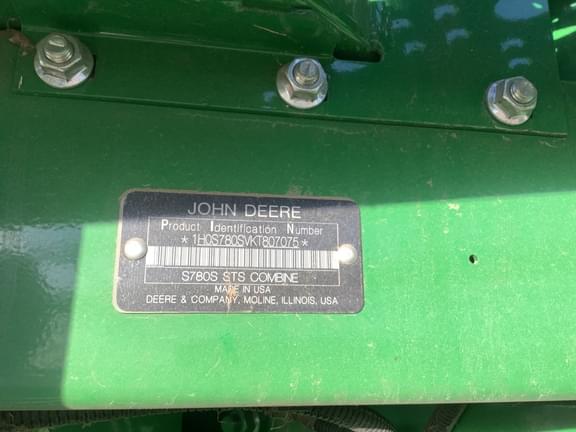 JOHN DEERE
Product Identification Number
*1H0S780SVKT807075*
S780S STS COMBINE
MADE IN USA
DEERE & COMPANY, MOLINE, ILLINOIS, USA